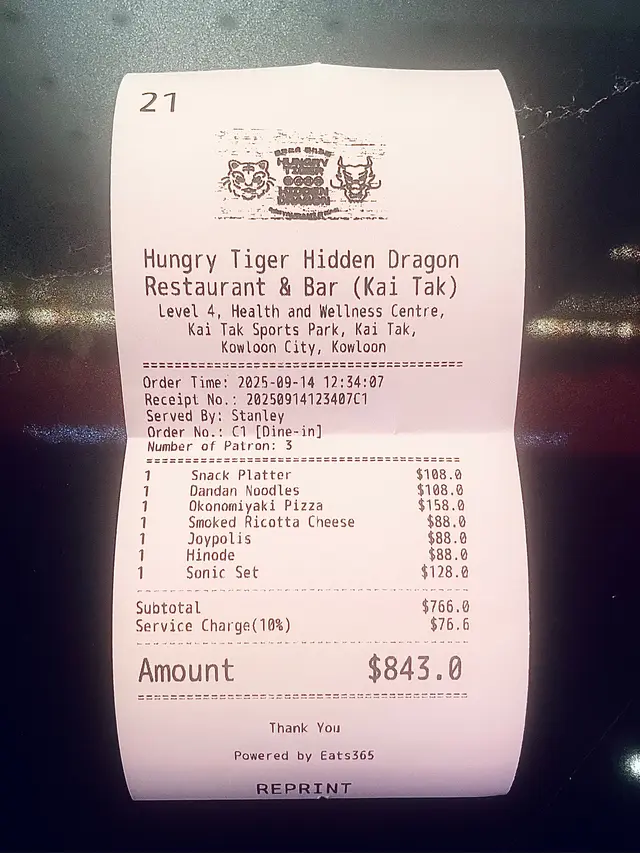 21
HUNGRY
TIGER
HIDDEN
DRAGON
Hungry Tiger Hidden Dragon
Restaurant & Bar (Kai Tak)
Level 4, Health and Wellness Centre,
Kai Tak Sports Park, Kai Tak,
Kowloon City, Kowloon
Order Time: 2025-09-14 12:34:07
Receipt No.: 20250914123407C1
Served By: Stanley
Order No.: C1 [Dine-in]
Number of Patron: 3
1 Snack Platter $108.0
1 Dandan Noodles $108.0
1 Okonomiyaki Pizza $158.0
1 Smoked Ricotta Cheese $88.0
1 Joypolis $88.0
1 Hinode $88.0
1 Sonic Set $128.0
Subtotal $766.0
Service Charge(10%) $76.6
Amount $843.0
Thank You
Powered by Eats365
REPRINT